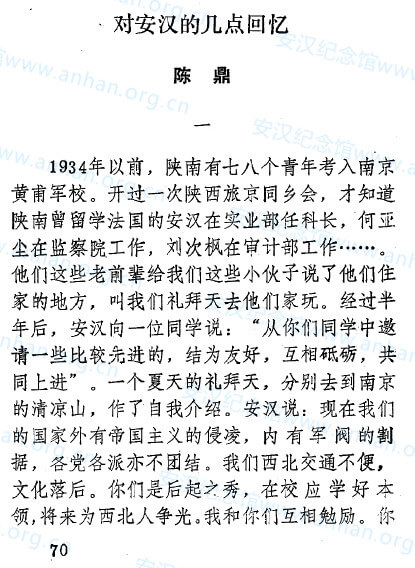 对安汉的几点回忆
陈 鼎
一
1934年以前，陕南有七八个青年考入南京
黄甫军校。开过一次陕西旅京同乡会，才知道
陕南曾留学法国的安汉在实业部任科长，何亚
尘在监察院工作，刘次枫在审计部工作……。
他们这些老前辈给我们这些小伙子说了他们住
家的地方，叫我们礼拜天去他们家玩。经过半
年后，安汉向一位同学说：“从你们同学中邀
请一些比较先进的，结为友好，互相砥砺，共
同上进”。一个夏天的礼拜天，分别去到南京
的清凉山，作了自我介绍。安汉说：现在我们
的国家外有帝国主义的侵凌，内有军阀的割
据，各党各派亦不团结。我们西北交通不便，
文化落后。你们是后起之秀，在校应学好本
领，将来为西北人争光。我和你们互相勉励。你
70
安汉纪念馆www.anhan.org.cn